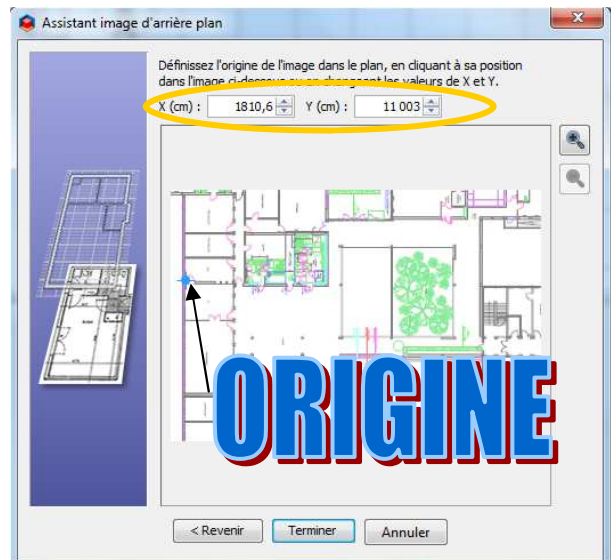 Assistant image d'arrière plan
Définissez l'origine de l'image dans le plan, en cliquant à sa position
dans l'image ci-dessous ou en changeant les valeurs de X et Y.
X (cm) : 1810,6 Y (cm) : 11 003
ORIGINE
< Revenir Terminer Annuler